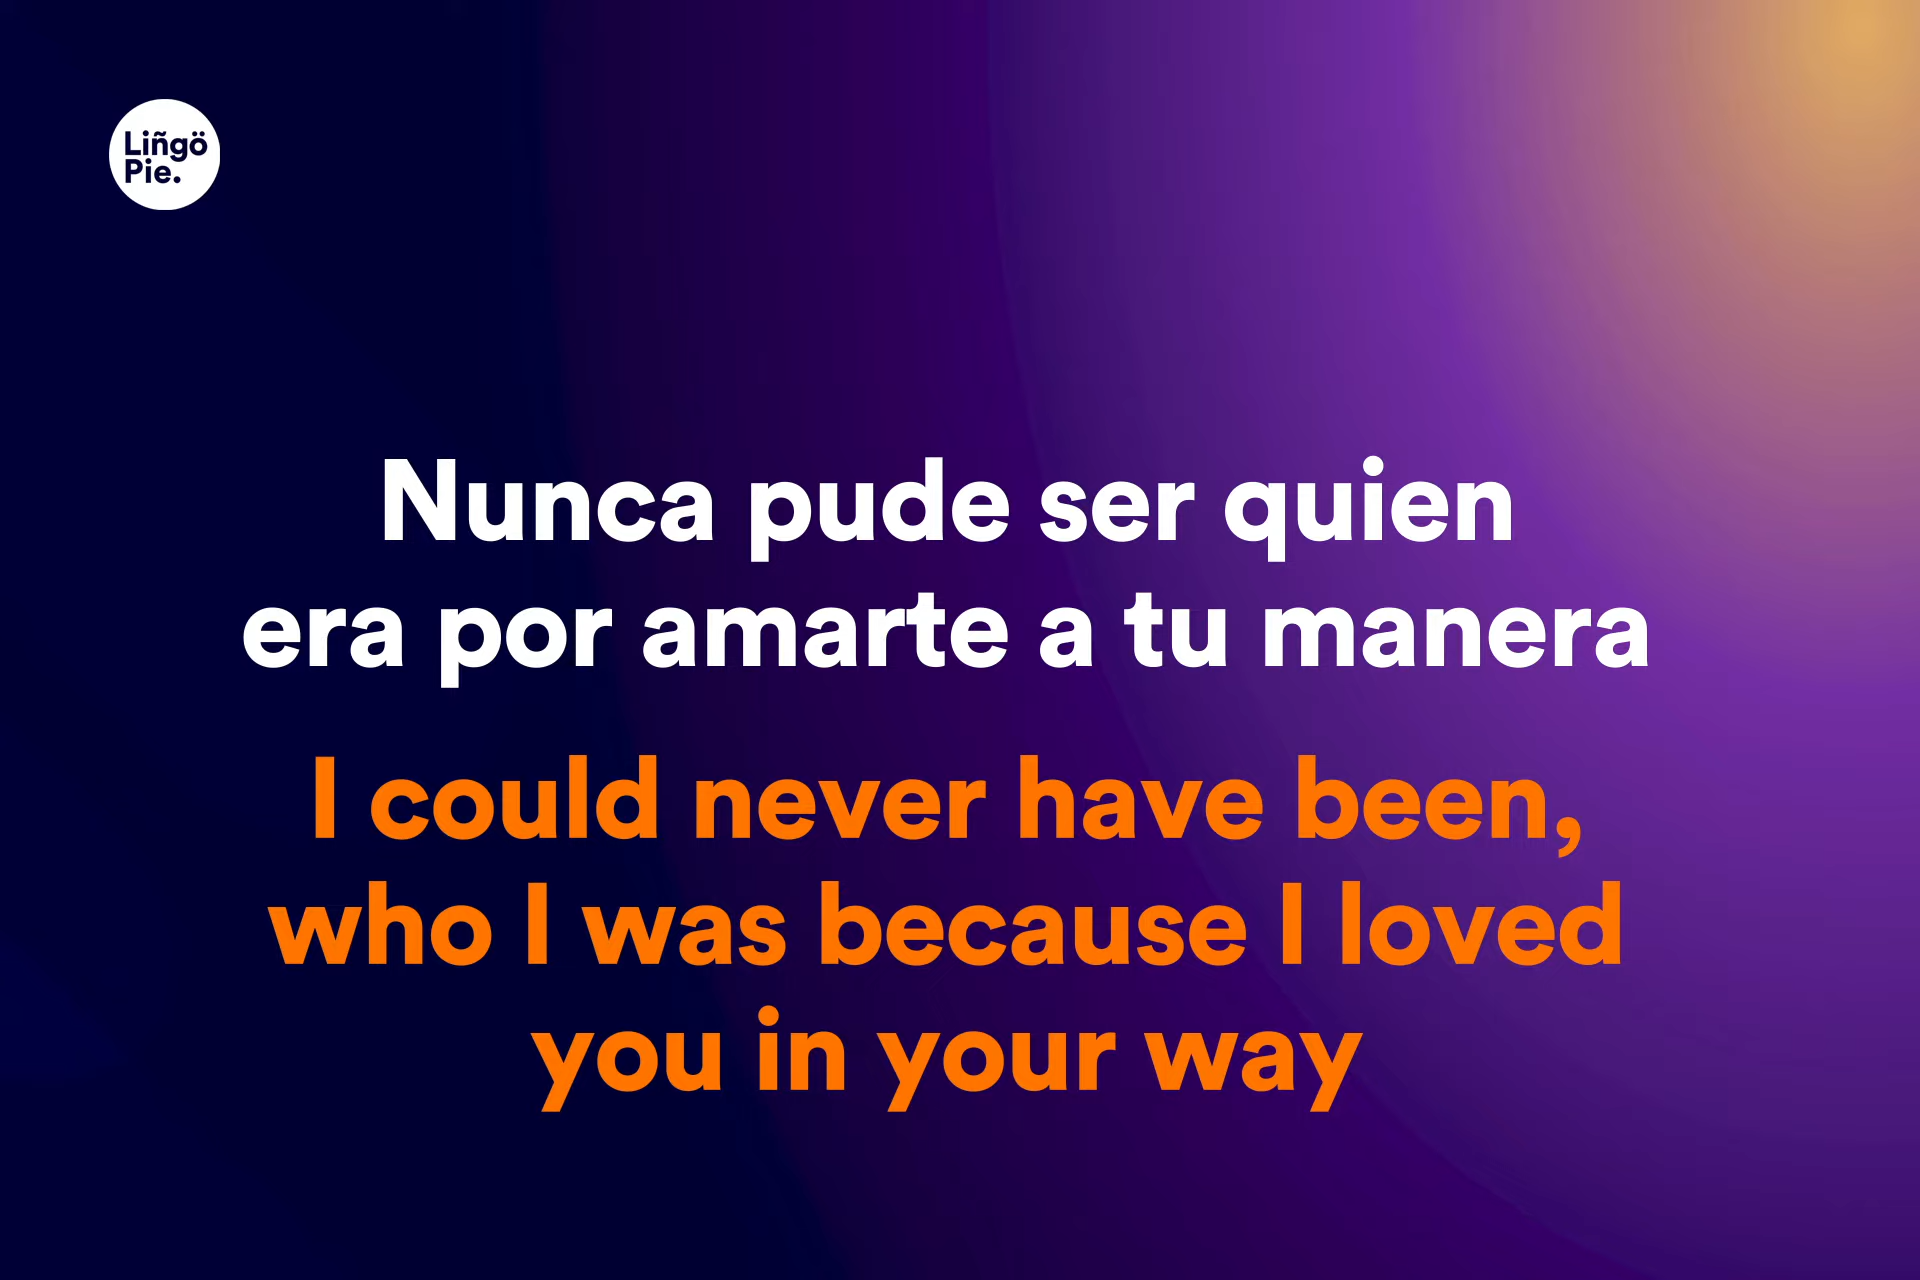 Liñgö
Pie.
Nunca pude ser quien
era por amarte a tu manera
I could never have been,
who I was because I loved
you in your way